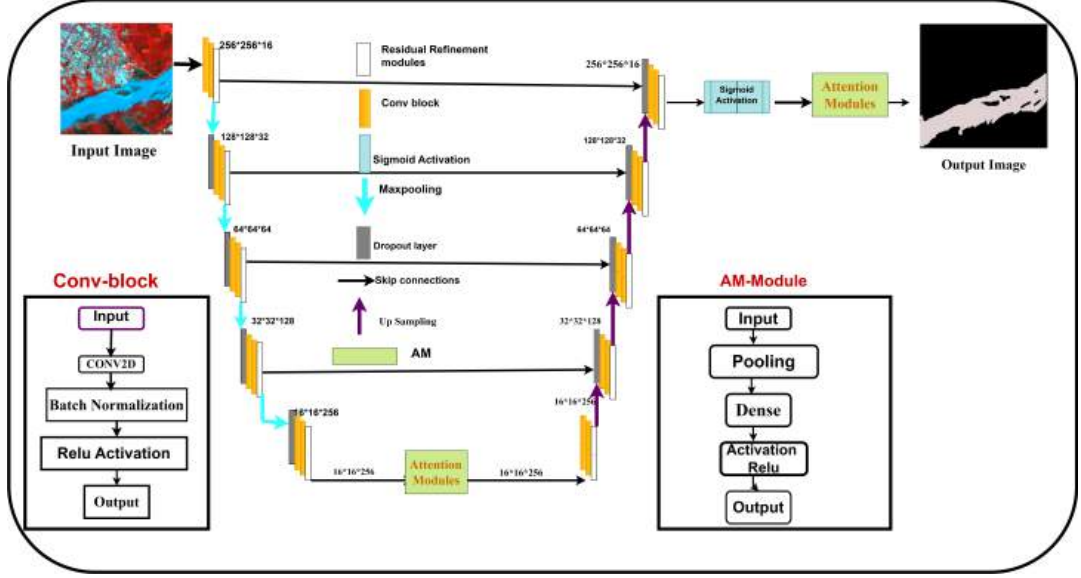 Input Image
256*256*16
128*128*32
64*64*64
32*32*128
16*16*256
Residual Refinement
modules
Conv block
Sigmoid Activation
Maxpooling
Dropout layer
Skip connections
Up Sampling
AM
16*16*256
Attention
Modules
16*16*256
16*16*256
32*32*128
64*64*64
128*128*32
256*256*16
Sigmoid
Activation
Attention
Modules
Output Image
Conv-block
Input
CONV2D
Batch Normalization
Relu Activation
Output
AM-Module
Input
Pooling
Dense
Activation
Relu
Output